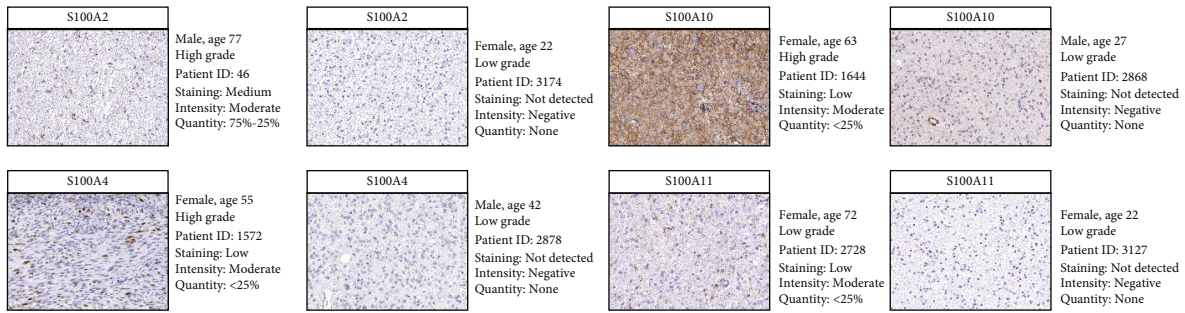 S100A2
Male, age 77
High grade
Patient ID: 46
Staining: Medium
Intensity: Moderate
Quantity: 75%-25%
S100A2
Female, age 22
Low grade
Patient ID: 3174
Staining: Not detected
Intensity: Negative
Quantity: None
S100A10
Female, age 63
High grade
Patient ID: 1644
Staining: Low
Intensity: Moderate
Quantity: <25%
S100A10
Male, age 27
Low grade
Patient ID: 2868
Staining: Not detected
Intensity: Negative
Quantity: None
S100A4
Female, age 55
High grade
Patient ID: 1572
Staining: Low
Intensity: Moderate
Quantity: <25%
S100A4
Male, age 42
Low grade
Patient ID: 2878
Staining: Not detected
Intensity: Negative
Quantity: None
S100A11
Female, age 72
Low grade
Patient ID: 2728
Staining: Low
Intensity: Moderate
Quantity: <25%
S100A11
Female, age 22
Low grade
Patient ID: 3127
Staining: Not detected
Intensity: Negative
Quantity: None